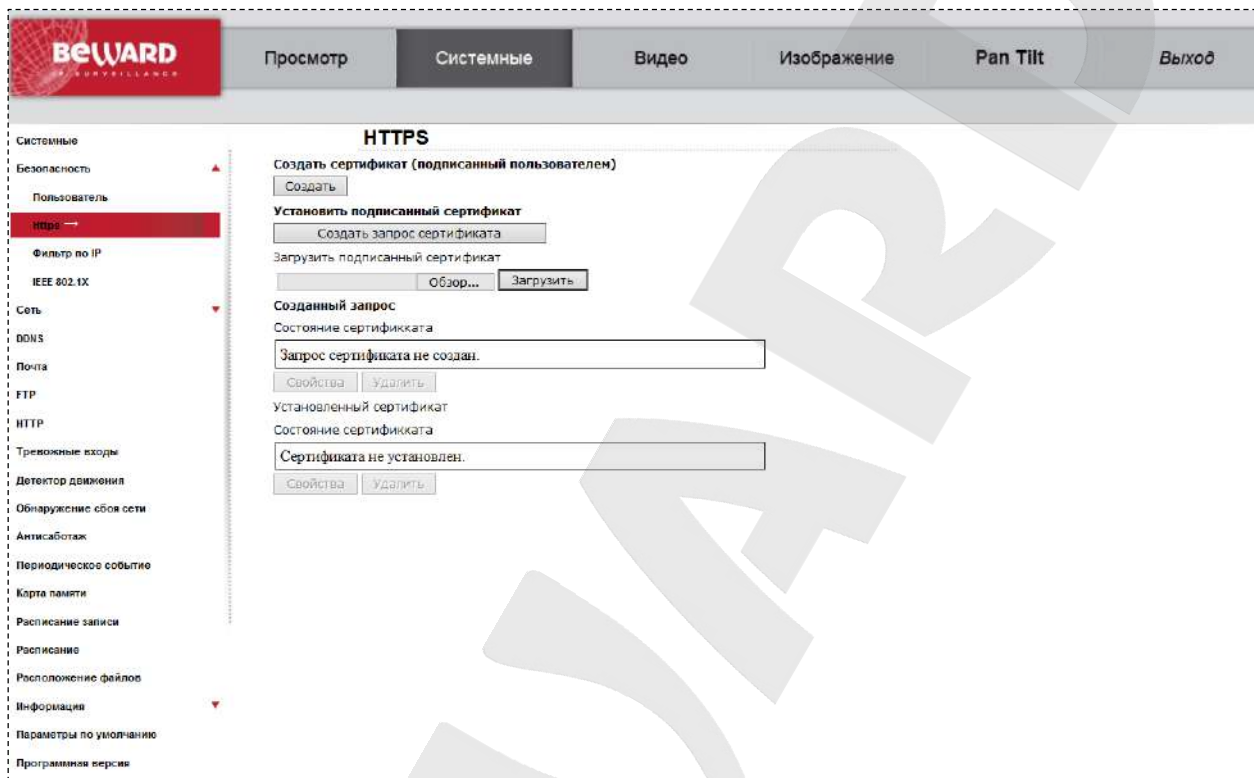 BEWARD
IP SURVEILLANCE
Просмотр Системные Видео Изображение Pan Tilt Выход
Системные
Безопасность
Пользователь
Https →
Фильтр по IP
IEEE 802.1X
Сеть
DDNS
Почта
FTP
HTTP
Тревожные входы
Детектор движения
Обнаружение сбоя сети
Антисаботаж
Периодическое событие
Карта памяти
Расписание записи
Расписание
Расположение файлов
Информация
Параметры по умолчанию
Программная версия
HTTPS
Создать сертификат (подписанный пользователем)
Создать
Установить подписанный сертификат
Создать запрос сертификата
Загрузить подписанный сертификат
Обзор... Загрузить
Созданный запрос
Состояние сертификката
Запрос сертификата не создан.
Свойства Удалить
Установленный сертификат
Состояние сертификката
Сертификата не установлен.
Свойства Удалить